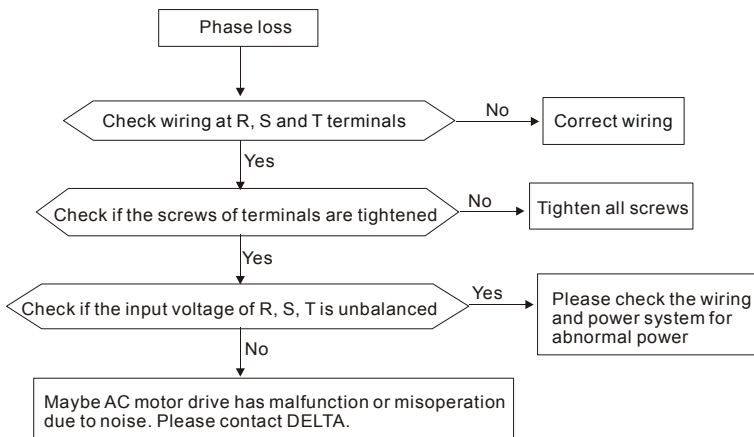 Phase loss
Check wiring at R, S and T terminals
No
Correct wiring
Yes
Check if the screws of terminals are tightened
No
Tighten all screws
Yes
Check if the input voltage of R, S, T is unbalanced
Yes
Please check the wiring
and power system for
abnormal power
No
Maybe AC motor drive has malfunction or misoperation
due to noise. Please contact DELTA.